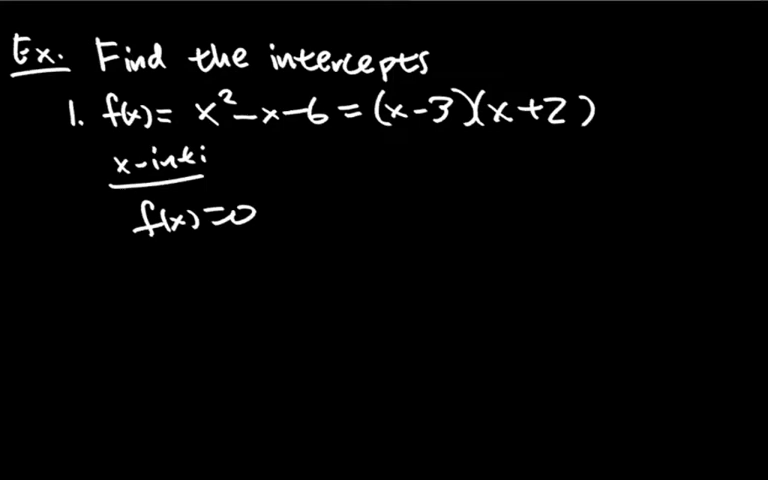 Ex. Find the intercepts
1. f(x) = x² - x - 6 = (x - 3)(x + 2)
x-int:
f(x) = 0